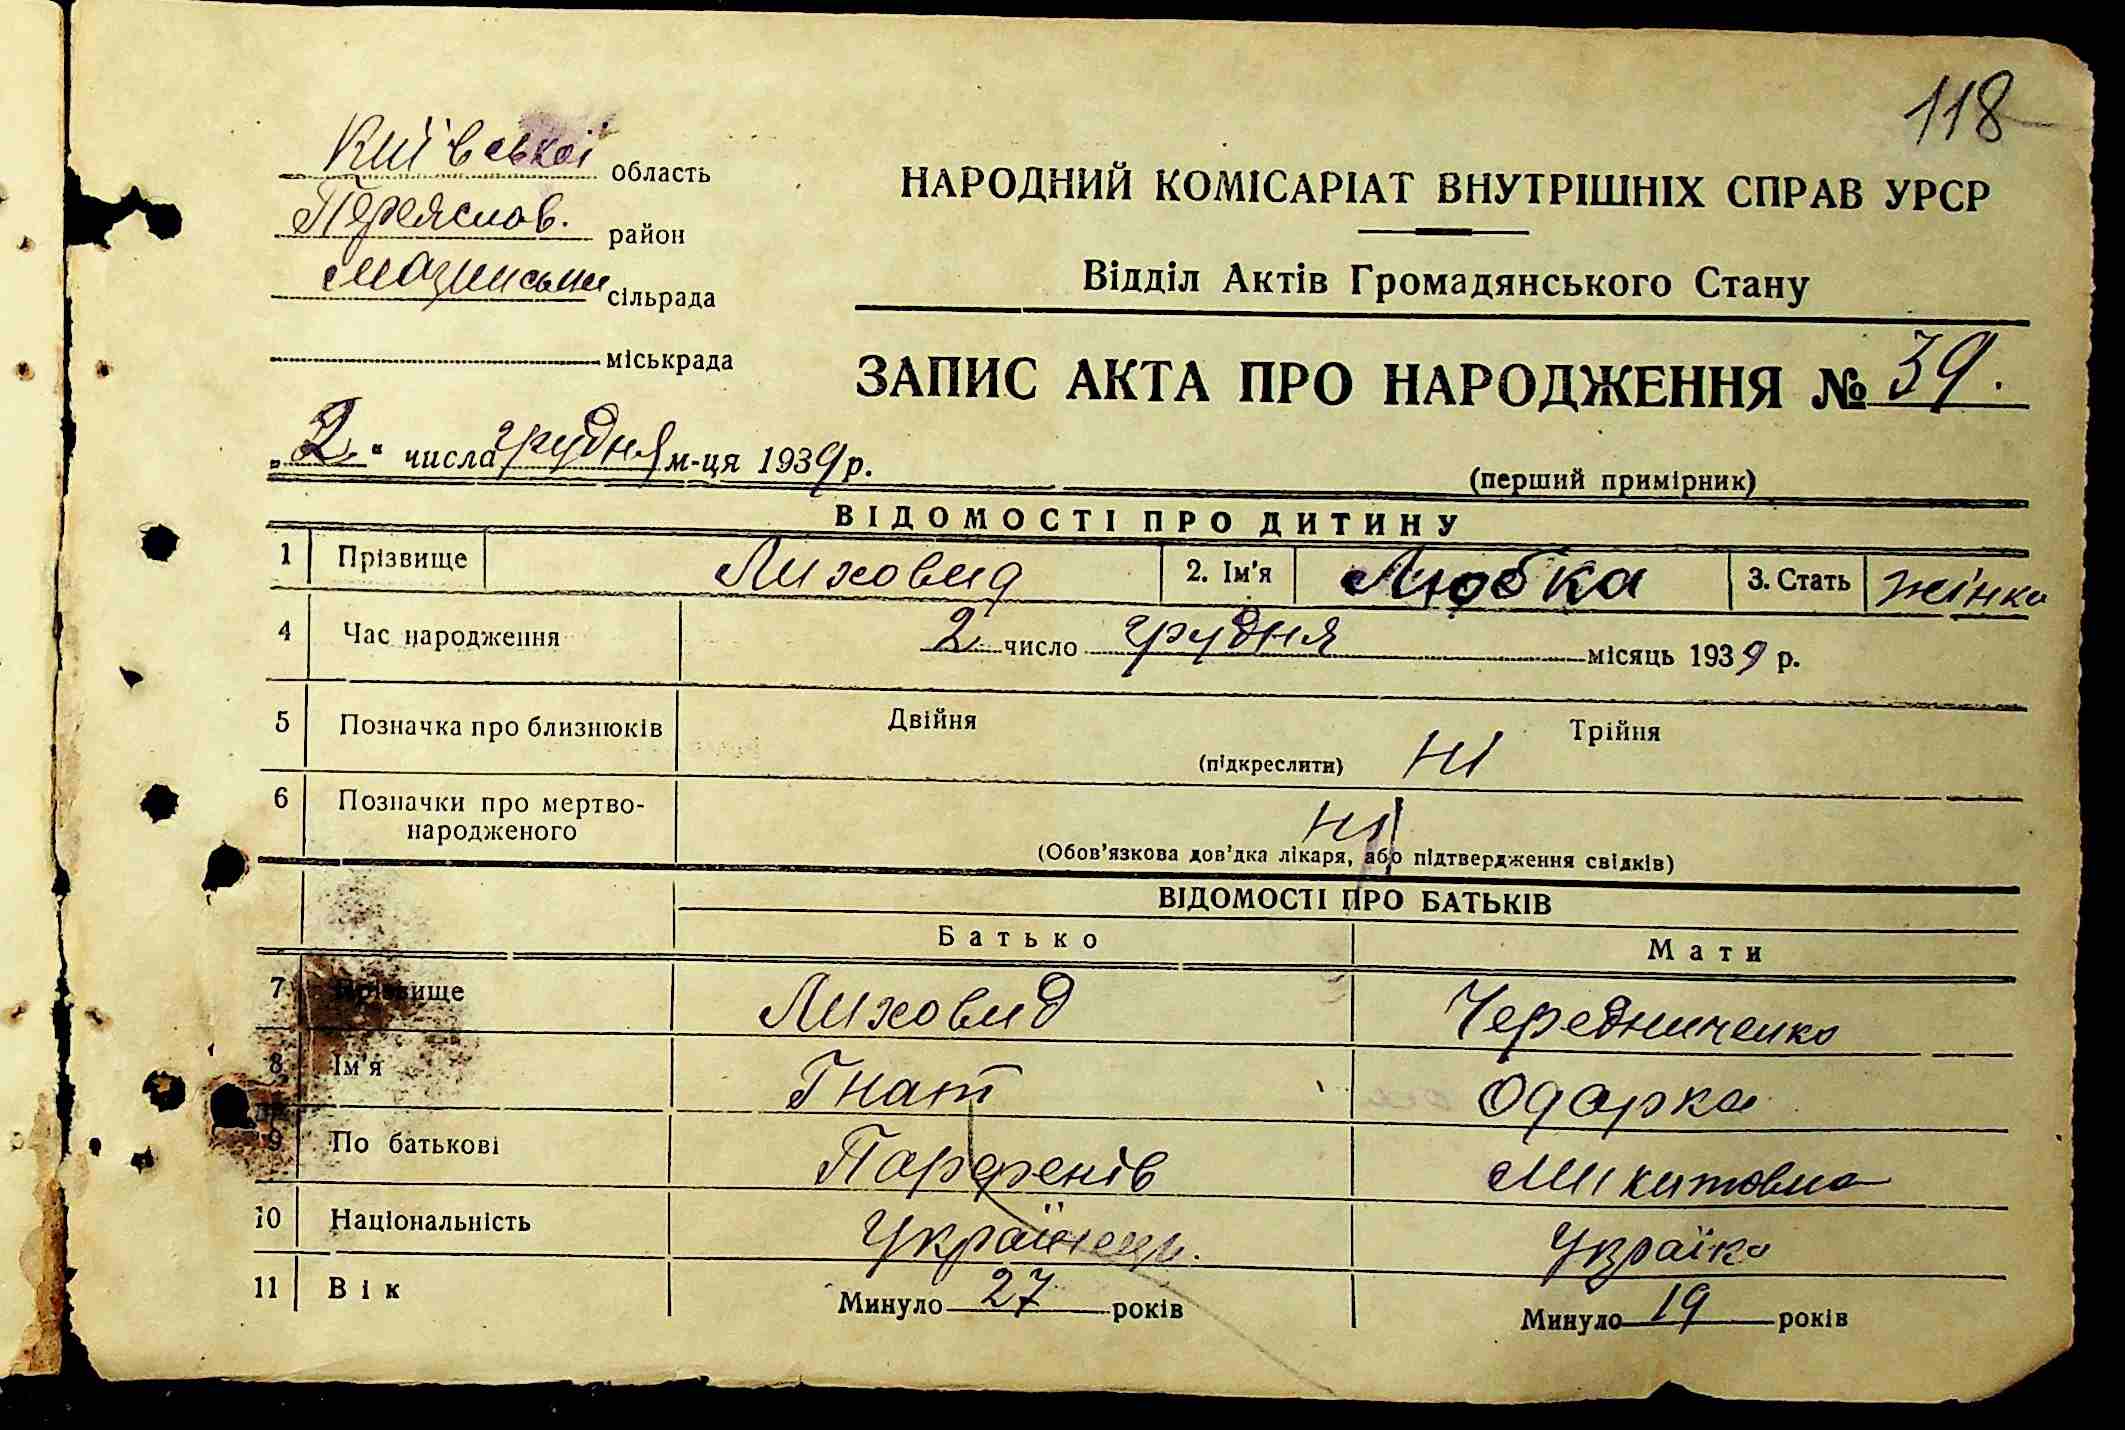 118
Київської область
Переяслав. район
сільрада
міськрада
НАРОДНИЙ КОМІСАРІАТ ВНУТРІШНІХ СПРАВ УРСР
Відділ Актів Громадянського Стану
ЗАПИС АКТА ПРО НАРОДЖЕННЯ № 39.
„2“ числа грудня м-ця 1939 р.
(перший примірник)
ВІДОМОСТІ ПРО ДИТИНУ
1 Прізвище Лиховид 2. Ім'я Любка 3. Стать жінка
4 Час народження 2 число грудня місяць 1939 р.
5 Позначка про близнюків Двійня (підкреслити) ні Трійня
6 Позначки про мертво-
народженого ні
(Обов'язкова дов'дка лікаря, або підтвердження свідків)
ВІДОМОСТІ ПРО БАТЬКІВ
Батько Мати
7 Прізвище Лиховид Чередниченко
8 Ім'я Гнат Одарка
9 По батькові Парфенів Микитовна
10 Національність Українець. Українка
11 Вік Минуло 27 років Минуло 19 років